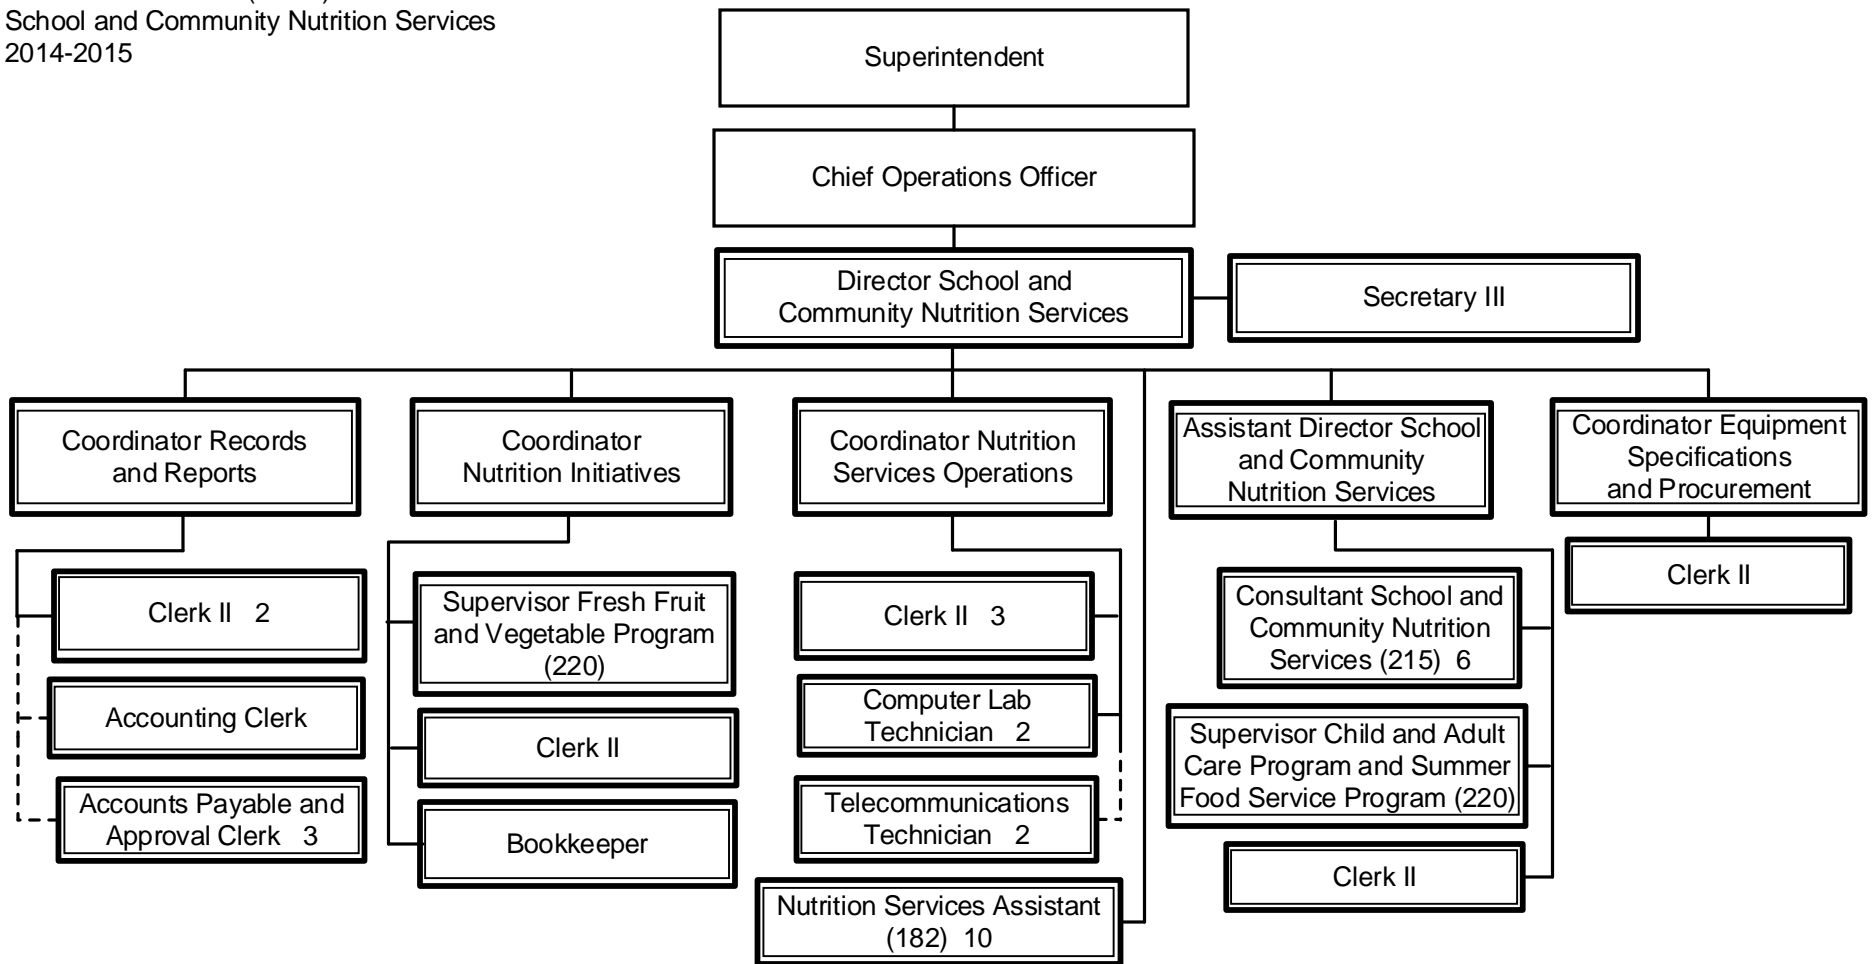 School and Community Nutrition Services
2014-2015
Superintendent
Chief Operations Officer
Director School and
Community Nutrition Services
Secretary III
Coordinator Records
and Reports
Coordinator
Nutrition Initiatives
Coordinator Nutrition
Services Operations
Assistant Director School
and Community
Nutrition Services
Coordinator Equipment
Specifications
and Procurement
Clerk II 2
Accounting Clerk
Accounts Payable and
Approval Clerk 3
Supervisor Fresh Fruit
and Vegetable Program
(220)
Clerk II
Bookkeeper
Clerk II 3
Computer Lab
Technician 2
Telecommunications
Technician 2
Nutrition Services Assistant
(182) 10
Consultant School and
Community Nutrition
Services (215) 6
Supervisor Child and Adult
Care Program and Summer
Food Service Program (220)
Clerk II
Clerk II